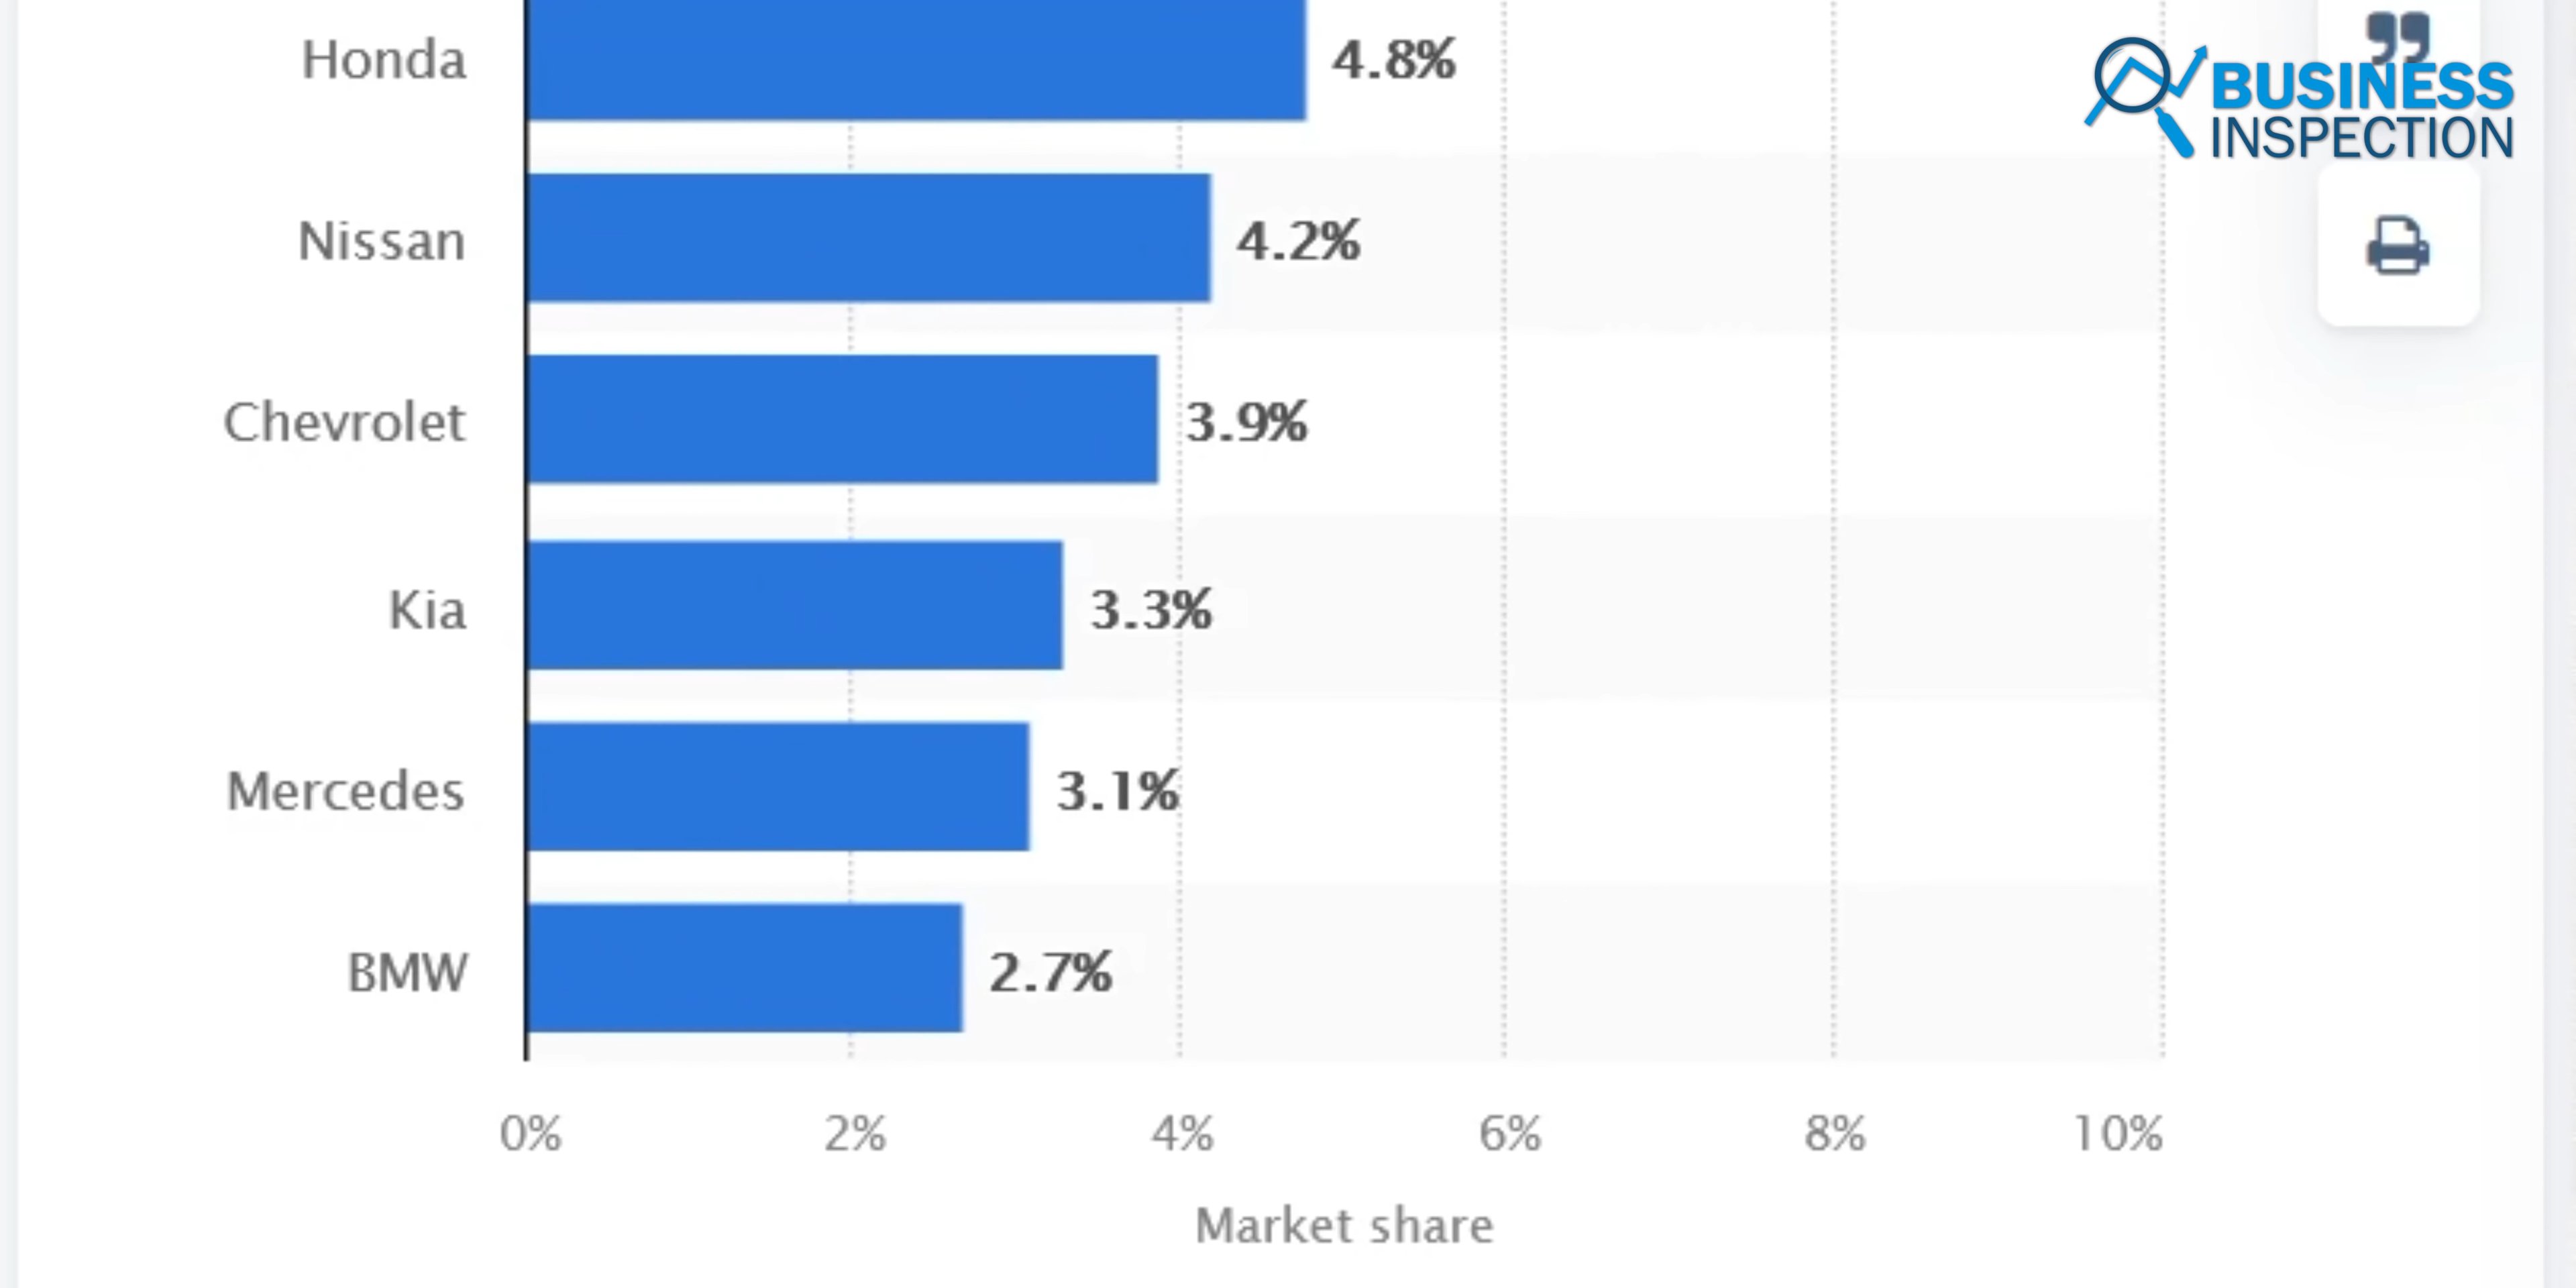 Honda 4.8%
BUSINESS
INSPECTION
Nissan 4.2%
Chevrolet 3.9%
Kia 3.3%
Mercedes 3.1%
BMW 2.7%
0% 2% 4% 6% 8% 10%
Market share